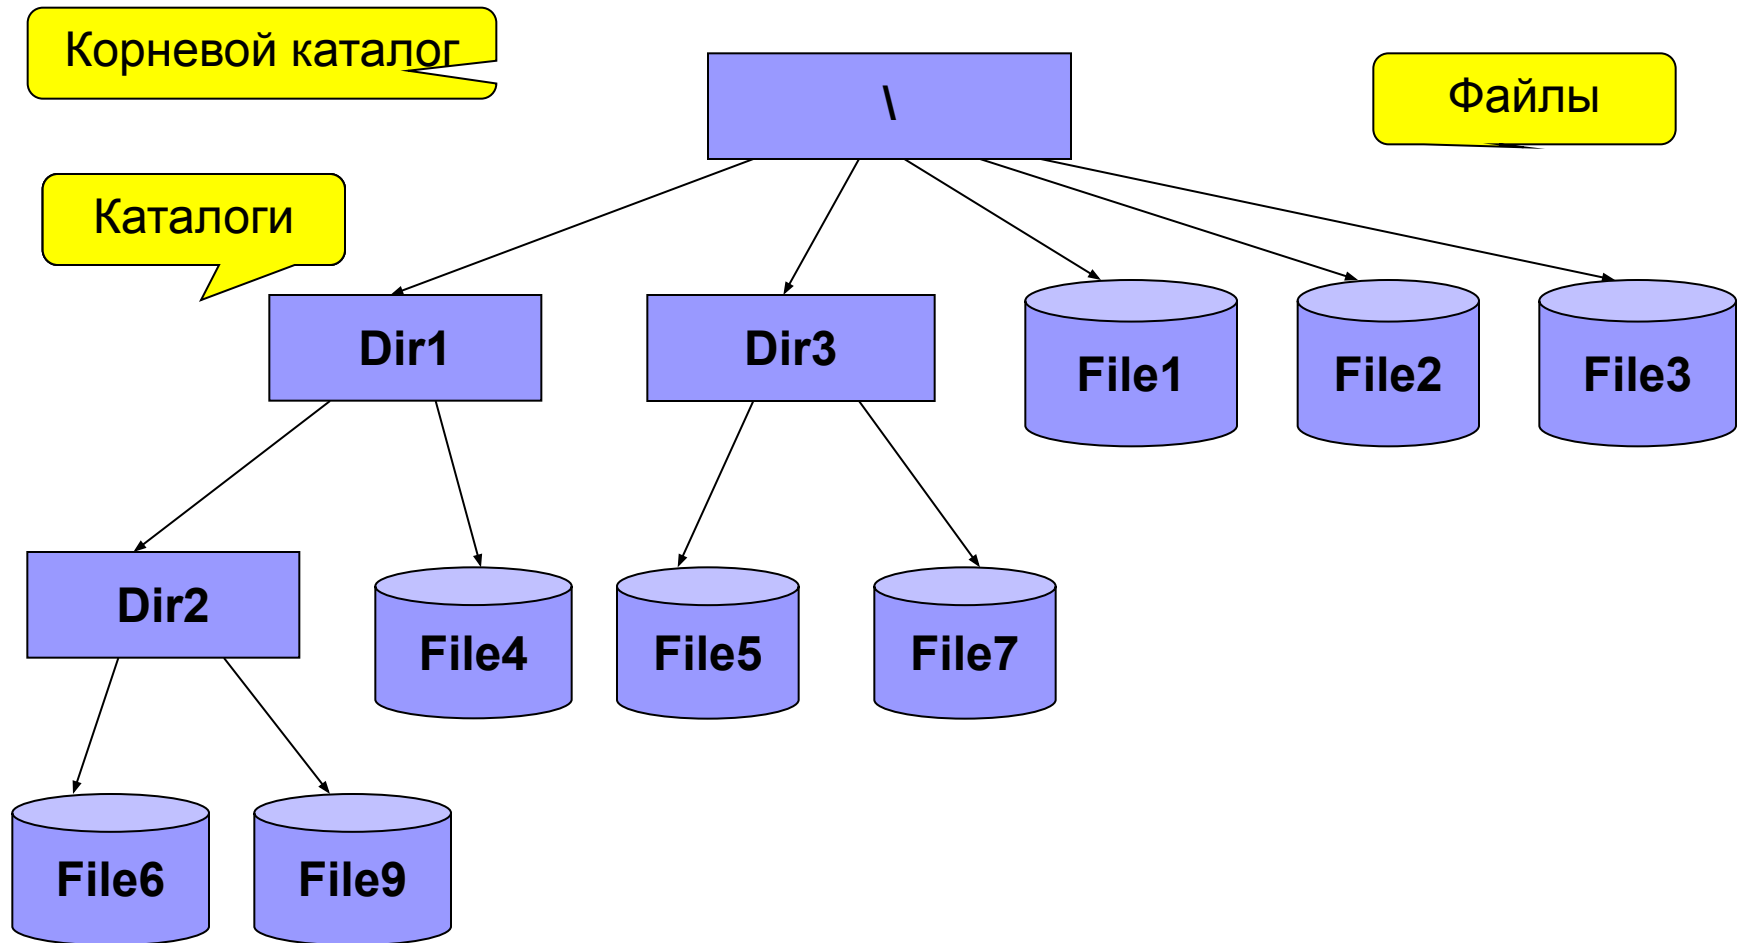 Корневой каталог
\
Файлы
Каталоги
Dir1
Dir3
File1
File2
File3
Dir2
File4
File5
File7
File6
File9